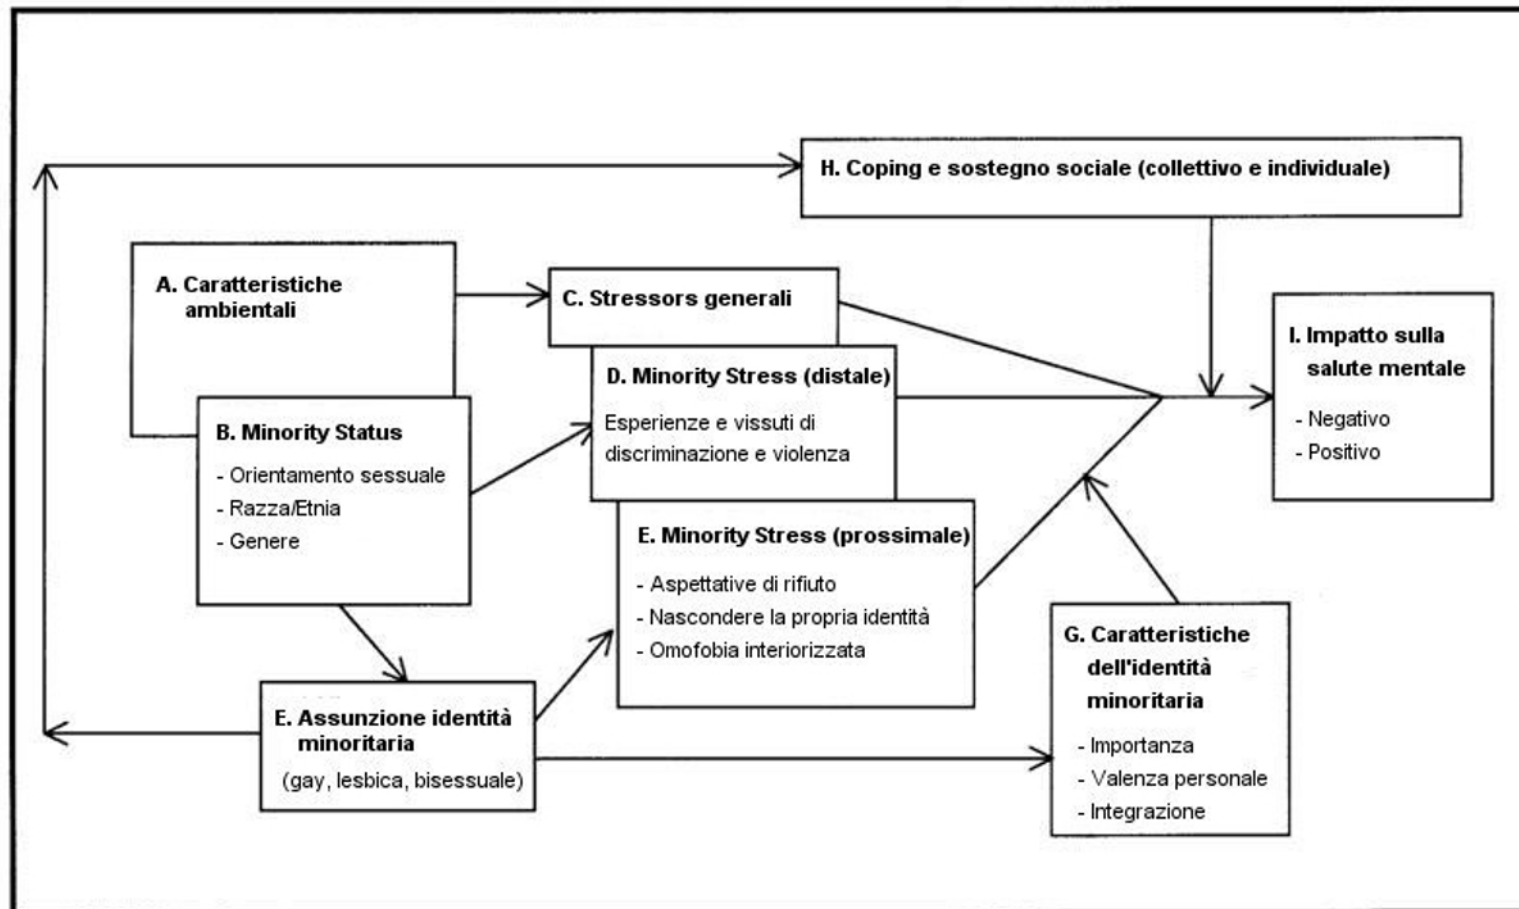 H. Coping e sostegno sociale (collettivo e individuale)
A. Caratteristiche
ambientali
C. Stressors generali
I. Impatto sulla
salute mentale
- Negativo
- Positivo
D. Minority Stress (distale)
Esperienze e vissuti di
discriminazione e violenza
B. Minority Status
- Orientamento sessuale
- Razza/Etnia
- Genere
E. Minority Stress (prossimale)
- Aspettative di rifiuto
- Nascondere la propria identità
- Omofobia interiorizzata
G. Caratteristiche
dell'identità
minoritaria
- Importanza
- Valenza personale
- Integrazione
E. Assunzione identità
minoritaria
(gay, lesbica, bisessuale)